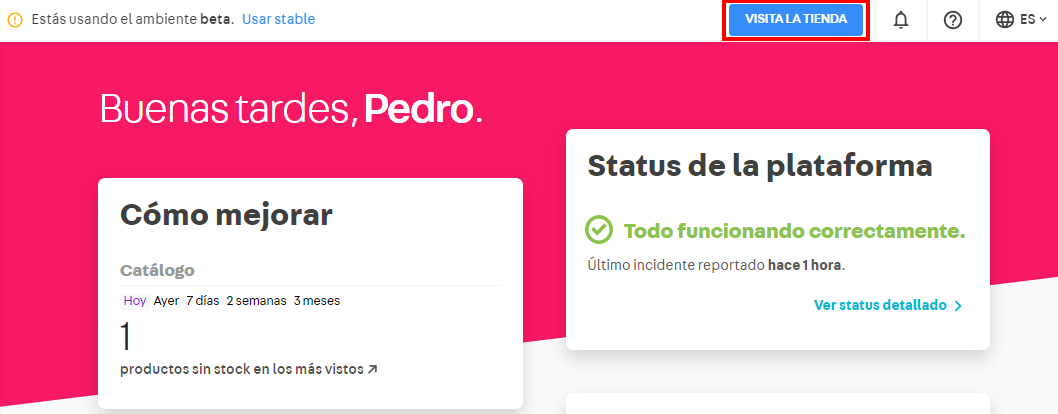 Estás usando el ambiente beta. Usar stable
VISITA LA TIENDA
ES
Buenas tardes, Pedro.
Status de la plataforma
Todo funcionando correctamente.
Último incidente reportado hace 1 hora.
Ver status detallado
Cómo mejorar
Catálogo
Hoy Ayer 7 días 2 semanas 3 meses
1
productos sin stock en los más vistos